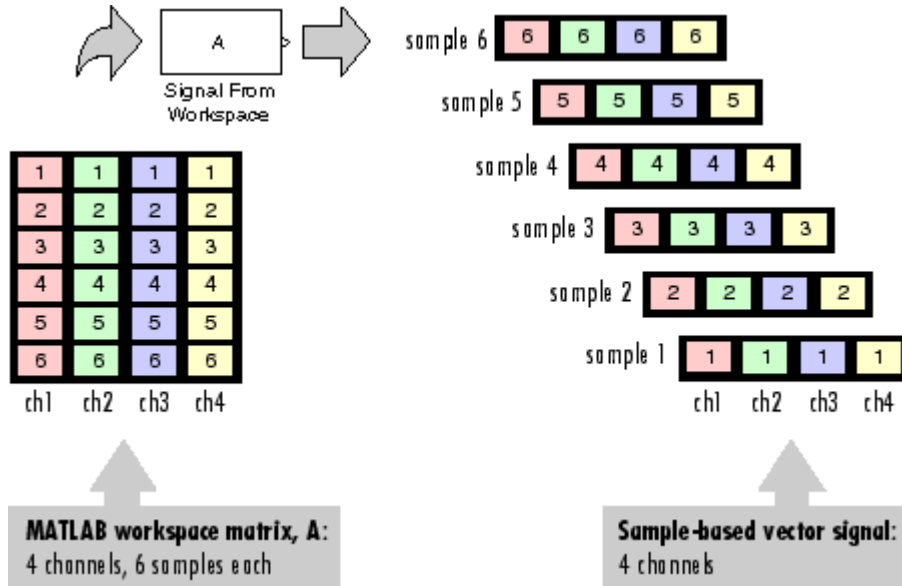 A
Signal From
Workspace
1 1 1 1
2 2 2 2
3 3 3 3
4 4 4 4
5 5 5 5
6 6 6 6
ch1 ch2 ch3 ch4
MATLAB workspace matrix, A:
4 channels, 6 samples each
sample 6 6 6 6 6
sample 5 5 5 5 5
sample 4 4 4 4 4
sample 3 3 3 3 3
sample 2 2 2 2 2
sample 1 1 1 1 1
ch1 ch2 ch3 ch4
Sample-based vector signal:
4 channels